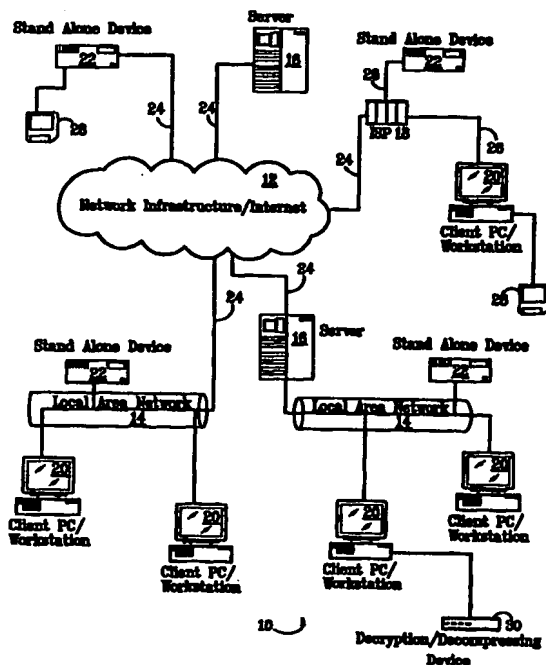 Stand Alone Device
22
26
24
Server
16
24
Stand Alone Device
22
26
ISP 18
24
26
20
Client PC/
Workstation
28
12
Network Infrastructure/Internet
24
24
Server
16
Stand Alone Device
22
Local Area Network
14
20
Client PC/
Workstation
20
Client PC/
Workstation
Stand Alone Device
22
Local Area Network
14
20
Client PC/
Workstation
20
Client PC/
Workstation
10
30
Decryption/Decompressing
Device